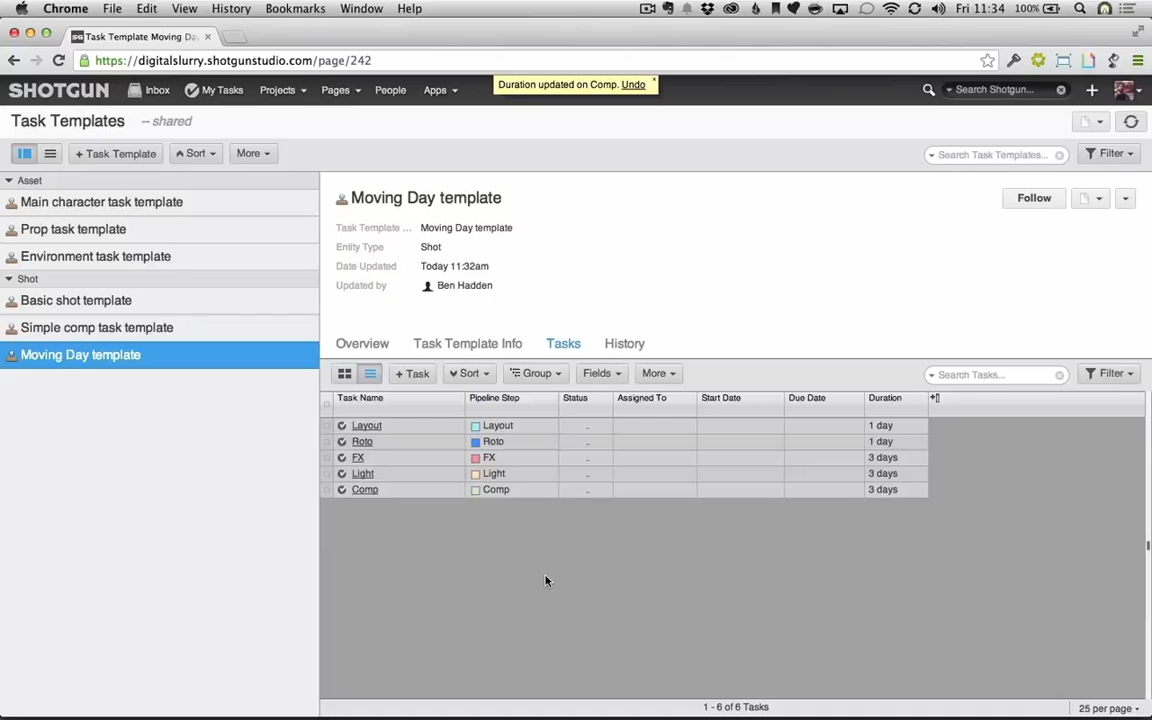 Chrome File Edit View History Bookmarks Window Help Fri 11:34 100%
Task Template Moving Da
https://digitalslurry.shotgunstudio.com/page/242
Duration updated on Comp. Undo
SHOTGUN Inbox My Tasks Projects Pages People Apps Search Shotgun...
Task Templates – shared
+ Task Template Sort More Search Task Templates... Filter
Asset
Main character task template
Prop task template
Environment task template
Shot
Basic shot template
Simple comp task template
Moving Day template
Moving Day template Follow
Task Template ... Moving Day template
Entity Type Shot
Date Updated Today 11:32am
Updated by Ben Hadden
Overview Task Template Info Tasks History
+ Task Sort Group Fields More Search Tasks... Filter
Task Name Pipeline Step Status Assigned To Start Date Due Date Duration
Layout Layout - 1 day
Roto Roto - 1 day
FX FX - 3 days
Light Light - 3 days
Comp Comp - 3 days
1 - 6 of 6 Tasks 25 per page